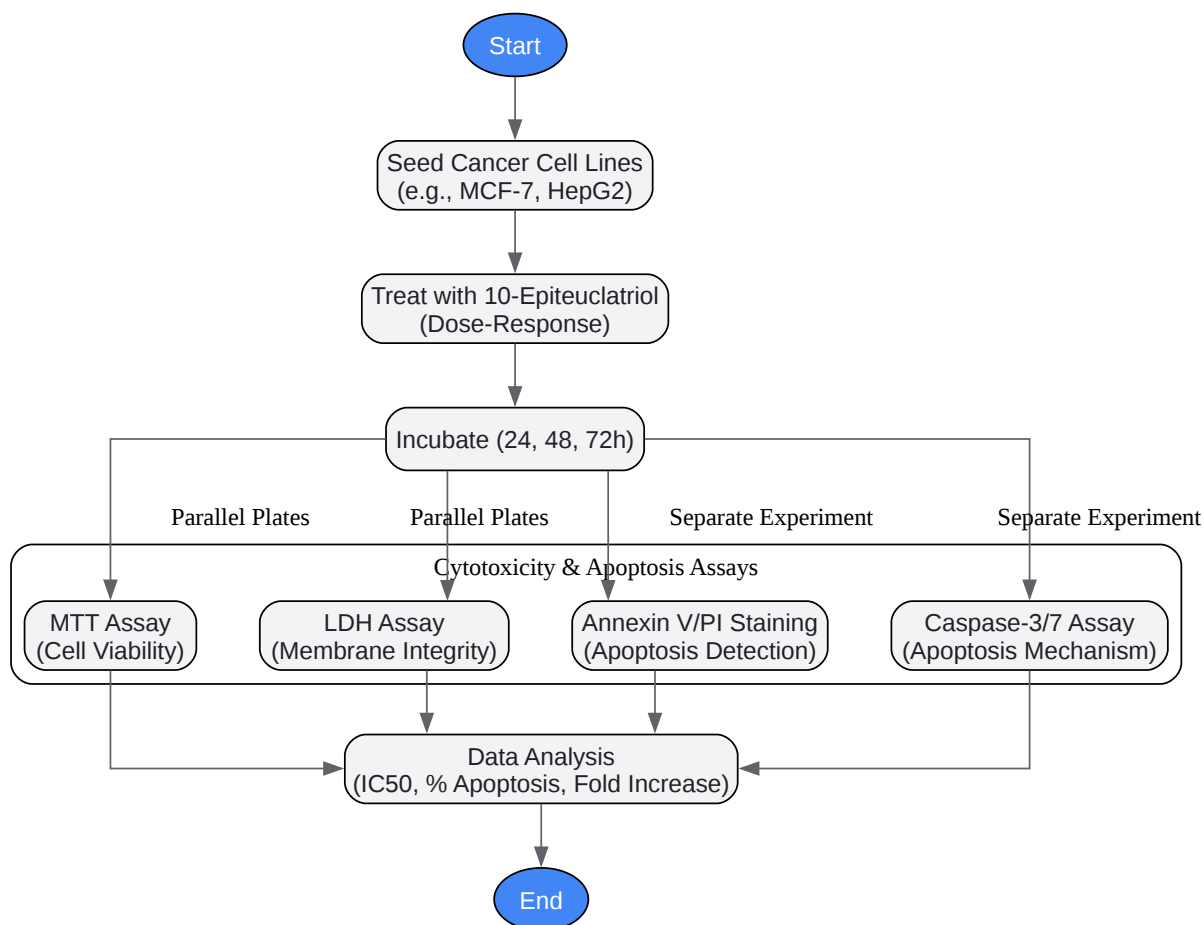 Start
Seed Cancer Cell Lines
(e.g., MCF-7, HepG2)
Treat with 10-Epiteuclatriol
(Dose-Response)
Incubate (24, 48, 72h)
Parallel Plates
Parallel Plates
Separate Experiment
Separate Experiment
Cytotoxicity & Apoptosis Assays
MTT Assay
(Cell Viability)
LDH Assay
(Membrane Integrity)
Annexin V/PI Staining
(Apoptosis Detection)
Caspase-3/7 Assay
(Apoptosis Mechanism)
Data Analysis
(IC50, % Apoptosis, Fold Increase)
End